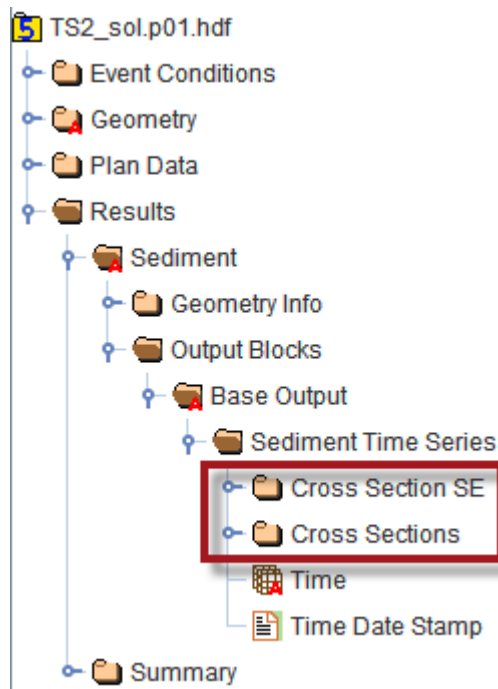 TS2_sol.p01.hdf
Event Conditions
Geometry
Plan Data
Results
Sediment
Geometry Info
Output Blocks
Base Output
Sediment Time Series
Cross Section SE
Cross Sections
Time
Time Date Stamp
Summary